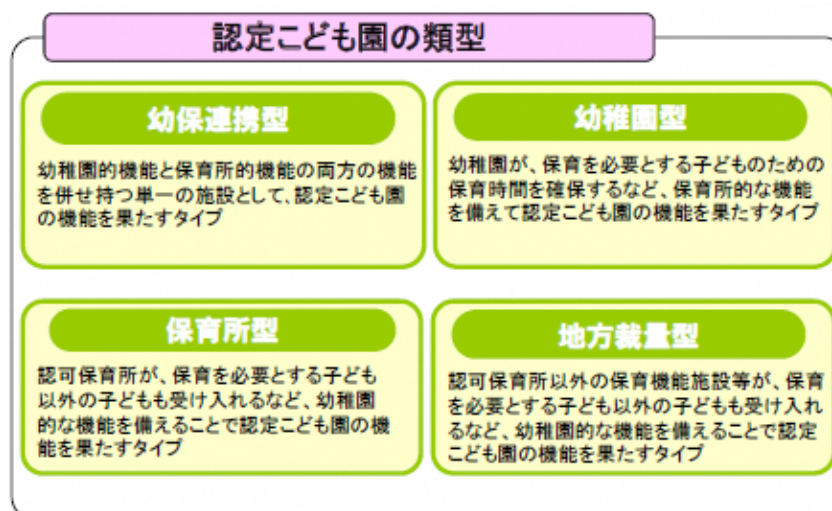 認定こども園の類型
幼保連携型
幼稚園的機能と保育所的機能の両方の機能
を併せ持つ単一の施設として、認定こども園
の機能を果たすタイプ
幼稚園型
幼稚園が、保育を必要とする子どものための
保育時間を確保するなど、保育所的な機能
を備えて認定こども園の機能を果たすタイプ
保育所型
認可保育所が、保育を必要とする子ども
以外の子どもも受け入れるなど、幼稚園
的な機能を備えることで認定こども園の機
能を果たすタイプ
地方裁量型
認可保育所以外の保育機能施設等が、保育
を必要とする子ども以外の子どもも受け入れ
るなど、幼稚園的な機能を備えることで認定
こども園の機能を果たすタイプ